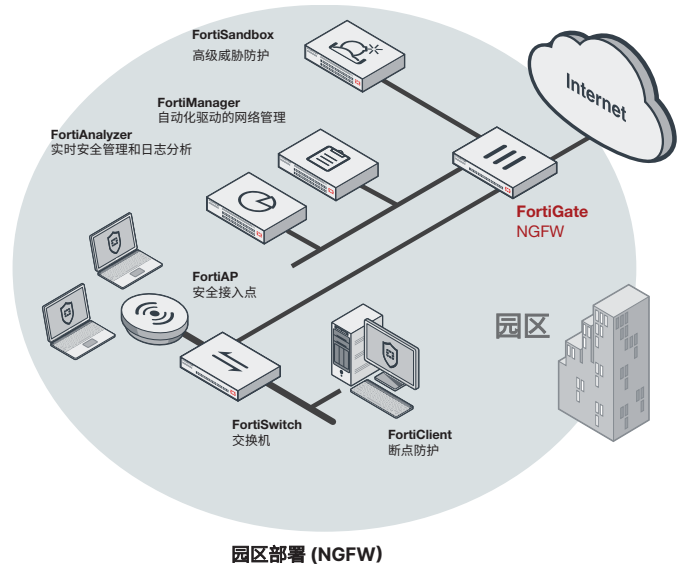 FortiSandbox
高级威胁防护
FortiManager
自动化驱动的网络管理
FortiAnalyzer
实时安全管理和日志分析
Internet
FortiGate
NGFW
FortiAP
安全接入点
园区
FortiSwitch
交换机
FortiClient
断点防护
园区部署 (NGFW)